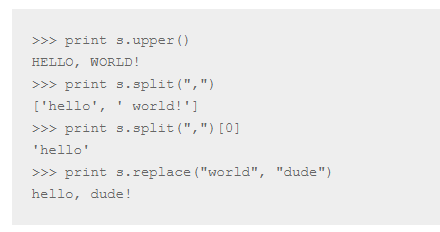 >>> print s.upper()
HELLO, WORLD!
>>> print s.split(",")
['hello', ' world!']
>>> print s.split(",")[0]
'hello'
>>> print s.replace("world", "dude")
hello, dude!